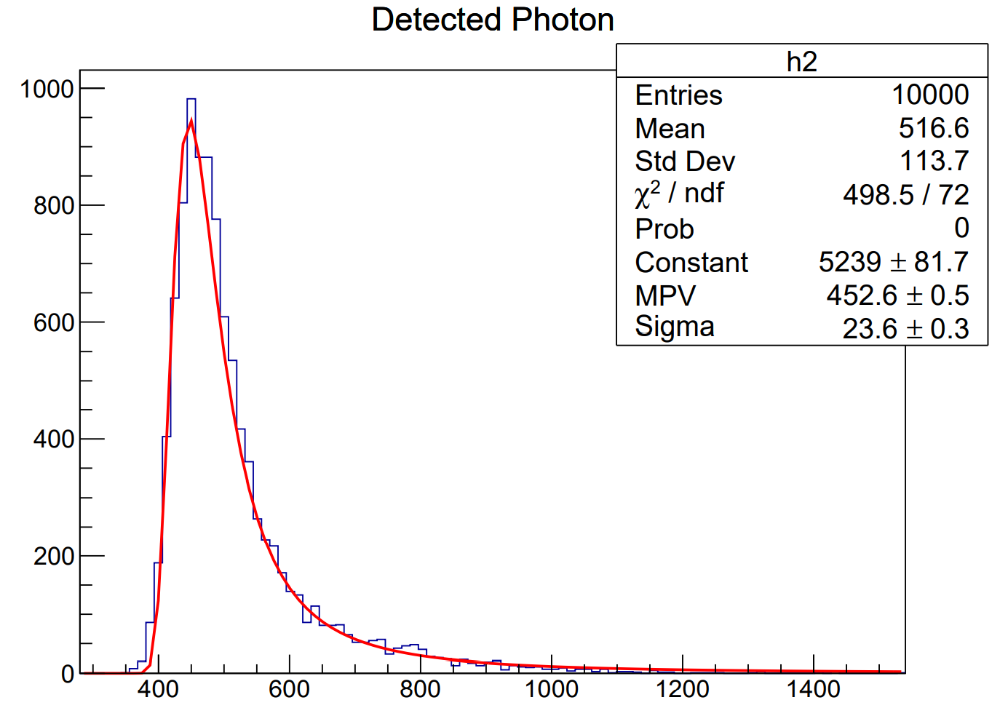 Detected Photon
h2
Entries 10000
Mean 516.6
Std Dev 113.7
χ² / ndf 498.5 / 72
Prob 0
Constant 5239 ± 81.7
MPV 452.6 ± 0.5
Sigma 23.6 ± 0.3
1000
800
600
400
200
0
400 600 800 1000 1200 1400